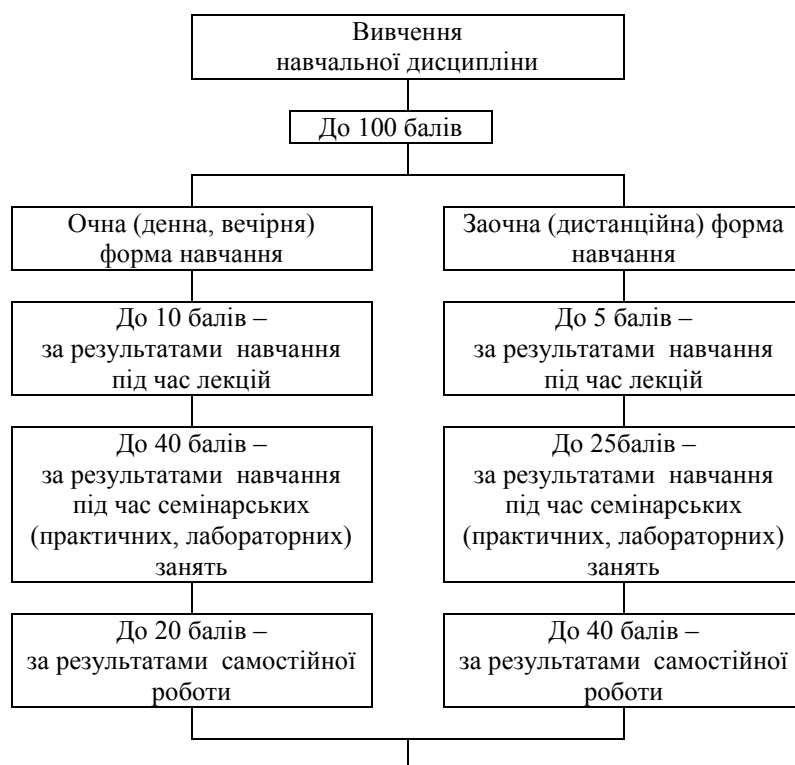 Вивчення
навчальної дисципліни
До 100 балів
Очна (денна, вечірня)
форма навчання
Заочна (дистанційна) форма
навчання
До 10 балів –
за результатами навчання
під час лекцій
До 5 балів –
за результатами навчання
під час лекцій
До 40 балів –
за результатами навчання
під час семінарських
(практичних, лабораторних)
занять
До 25балів –
за результатами навчання
під час семінарських
(практичних, лабораторних)
занять
До 20 балів –
за результатами самостійної
роботи
До 40 балів –
за результатами самостійної
роботи